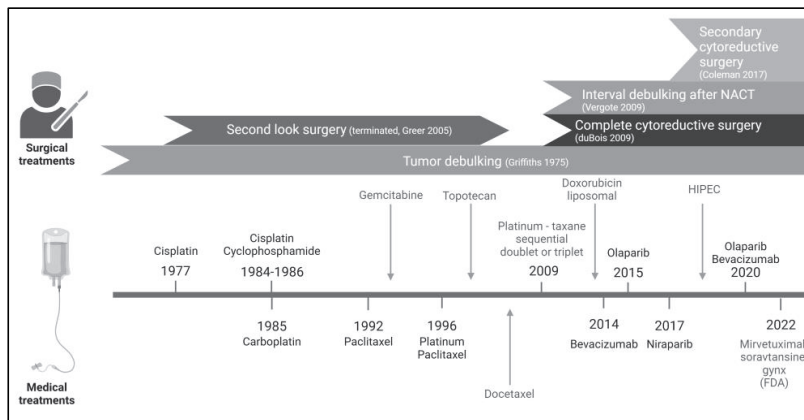 Secondary
cytoreductive
surgery
(Coleman 2017)
Interval debulking after NACT
(Vergote 2009)
Second look surgery (terminated, Greer 2005)
Complete cytoreductive surgery
(duBois 2009)
Surgical
treatments
Tumor debulking (Griffiths 1975)
Gemcitabine
Topotecan
Doxorubicin
liposomal
HIPEC
Cisplatin
1977
Cisplatin
Cyclophosphamide
1984-1986
Platinum - taxane
sequential
doublet or triplet
2009
Olaparib
2015
Olaparib
Bevacizumab
2020
1985
Carboplatin
1992
Paclitaxel
1996
Platinum
Paclitaxel
Docetaxel
2014
Bevacizumab
2017
Niraparib
2022
Mirvetuximab
soravtansine
gynx
(FDA)
Medical
treatments